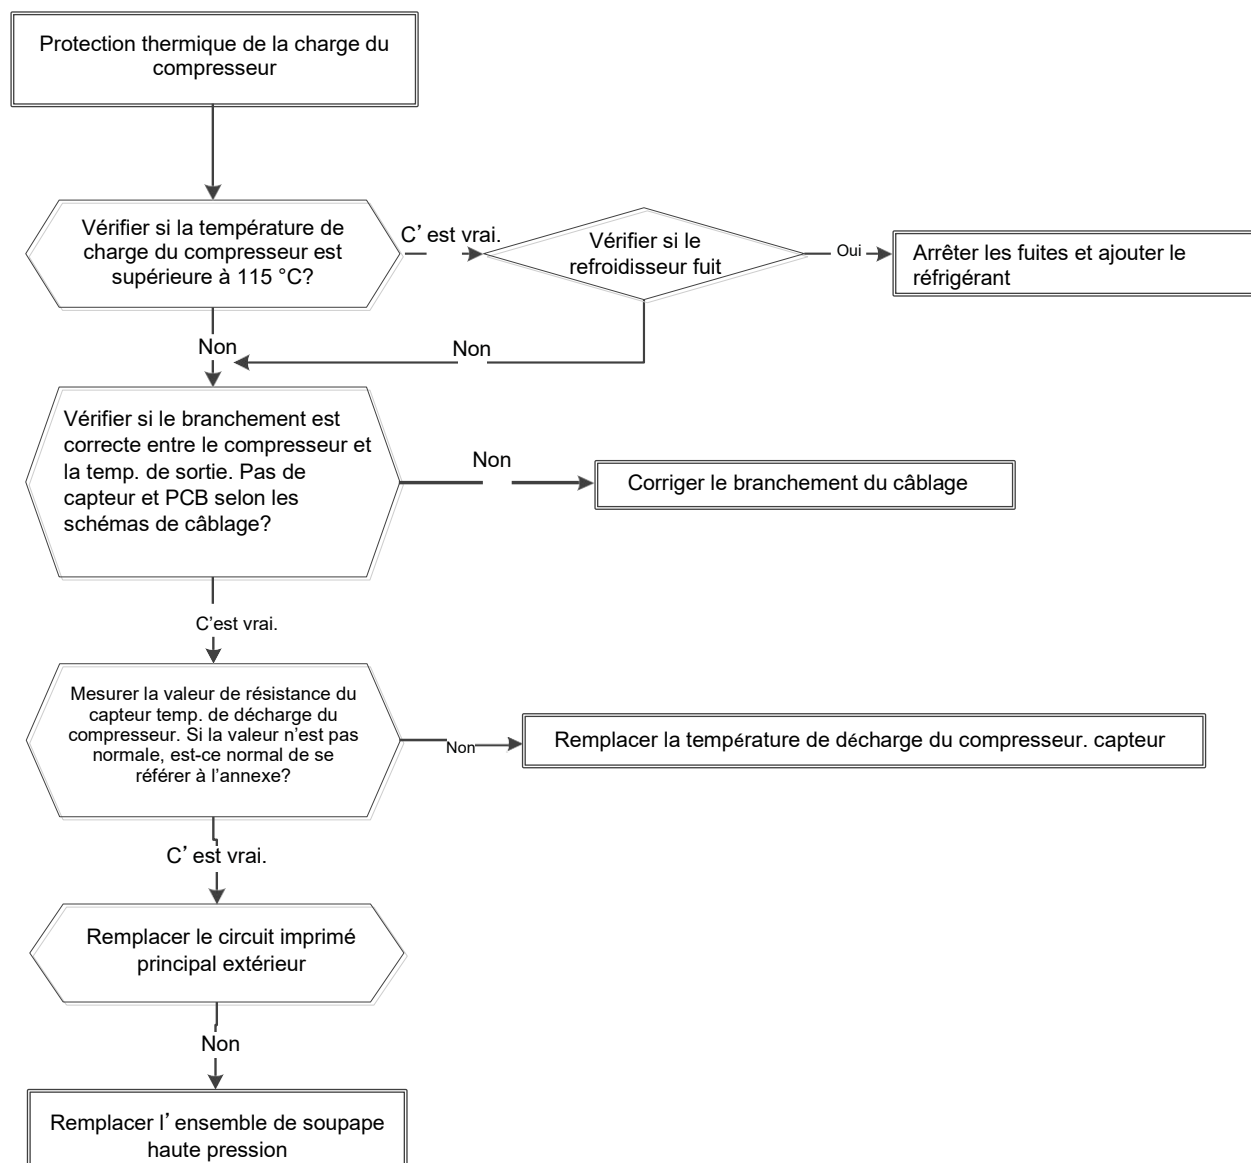 Protection thermique de la charge du
compresseur
Vérifier si la température de
charge du compresseur est
supérieure à 115 °C?
C’ est vrai.
Vérifier si le
refroidisseur fuit
Oui
Arrêter les fuites et ajouter le
réfrigérant
Non
Non
Vérifier si le branchement est
correcte entre le compresseur et
la temp. de sortie. Pas de
capteur et PCB selon les
schémas de câblage?
Non
Corriger le branchement du câblage
C’est vrai.
Mesurer la valeur de résistance du
capteur temp. de décharge du
compresseur. Si la valeur n’est pas
normale, est-ce normal de se
référer à l’annexe?
Non
Remplacer la température de décharge du compresseur. capteur
C’ est vrai.
Remplacer le circuit imprimé
principal extérieur
Non
Remplacer l’ ensemble de soupape
haute pression